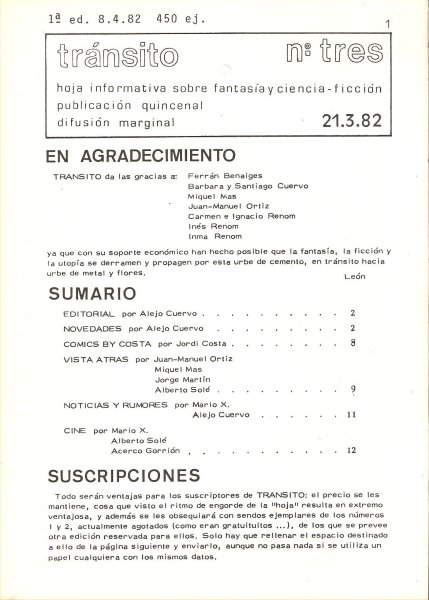 1ª ed. 8.4.82 450 ej.
1
tránsito nº tres
hoja informativa sobre fantasía y ciencia-ficción
publicación quincenal
difusión marginal 21.3.82
EN AGRADECIMIENTO
TRANSITO da las gracias a: Ferrán Benaiges
Barbara y Santiago Cuervo
Miquel Mas
Juan-Manuel Ortiz
Carmen e Ignacio Renom
Inés Renom
Inma Renom
ya que con su soporte económico han hecho posible que la fantasía, la ficción y
la utopía se derramen y propagen por esta urbe de cemento, en tránsito hacia
urbe de metal y flores.
León
SUMARIO
EDITORIAL por Alejo Cuervo . . . . . . . . . 2
NOVEDADES por Alejo Cuervo . . . . . . . . . 2
COMICS BY COSTA por Jordi Costa . . . . . . . . 8
VISTA ATRAS por Juan-Manuel Ortiz
Miquel Mas
Jorge Martín
Alberto Solé . . . . . . . . 9
NOTICIAS Y RUMORES por Mario X.
Alejo Cuervo . . . . . 11
CINE por Mario X.
Alberto Solé
Acerco Gorrión . . . . . . . . . . 12
SUSCRIPCIONES
Todo serán ventajas para los suscriptores de TRANSITO: el precio se les
mantiene, cosa que visto el ritmo de engorde de la "hoja" resulta en extremo
ventajosa, y además se les obsequiará con sendos ejemplares de los números
1 y 2, actualmente agotados (como eran gratuituitos ...), de los que se prevee
otra edición reservada para ellos. Solo hay que rellenar el espacio destinado
a ello de la página siguiente y enviarlo, aunque no pasa nada si se utiliza un
papel cualquiera con los mismos datos.